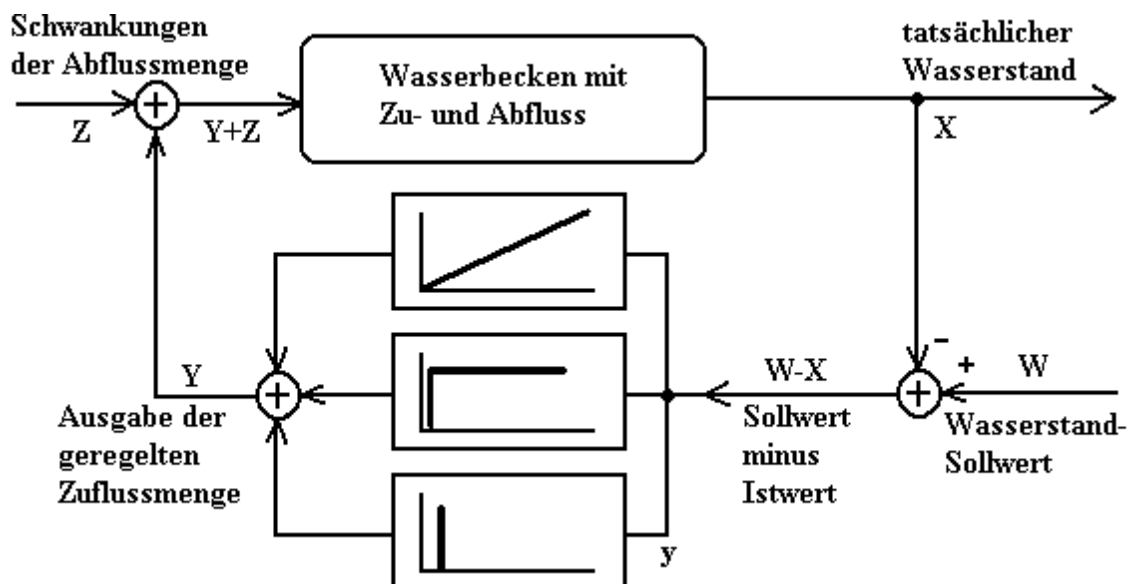 Schwankungen
der Abflussmenge
Z
+
Y+Z
Wasserbecken mit
Zu- und Abfluss
tatsächlicher
Wasserstand
X
−
+
W
+
Wasserstand-
Sollwert
W-X
Sollwert
minus
Istwert
y
+
Y
Ausgabe der
geregelten
Zuflussmenge